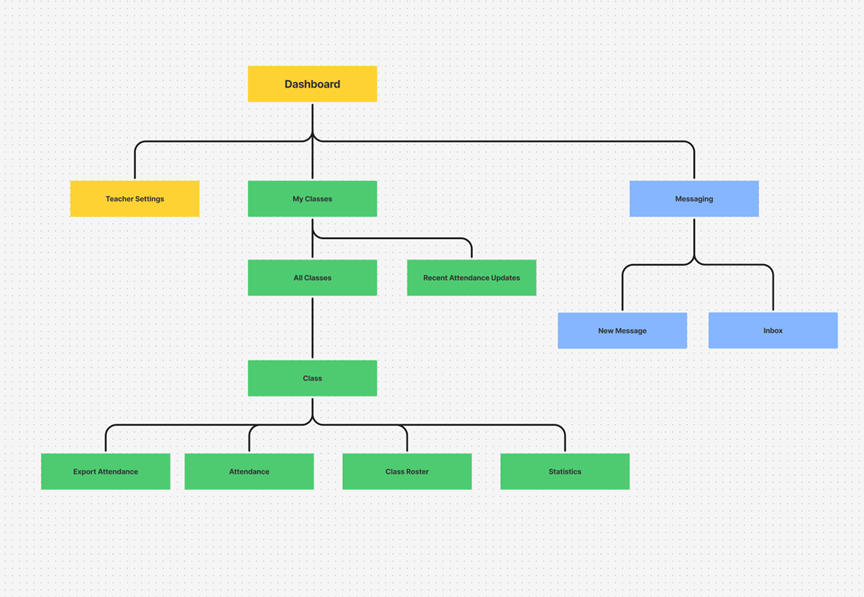 Dashboard
Teacher Settings
My Classes
Messaging
All Classes
Recent Attendance Updates
New Message
Inbox
Class
Export Attendance
Attendance
Class Roster
Statistics